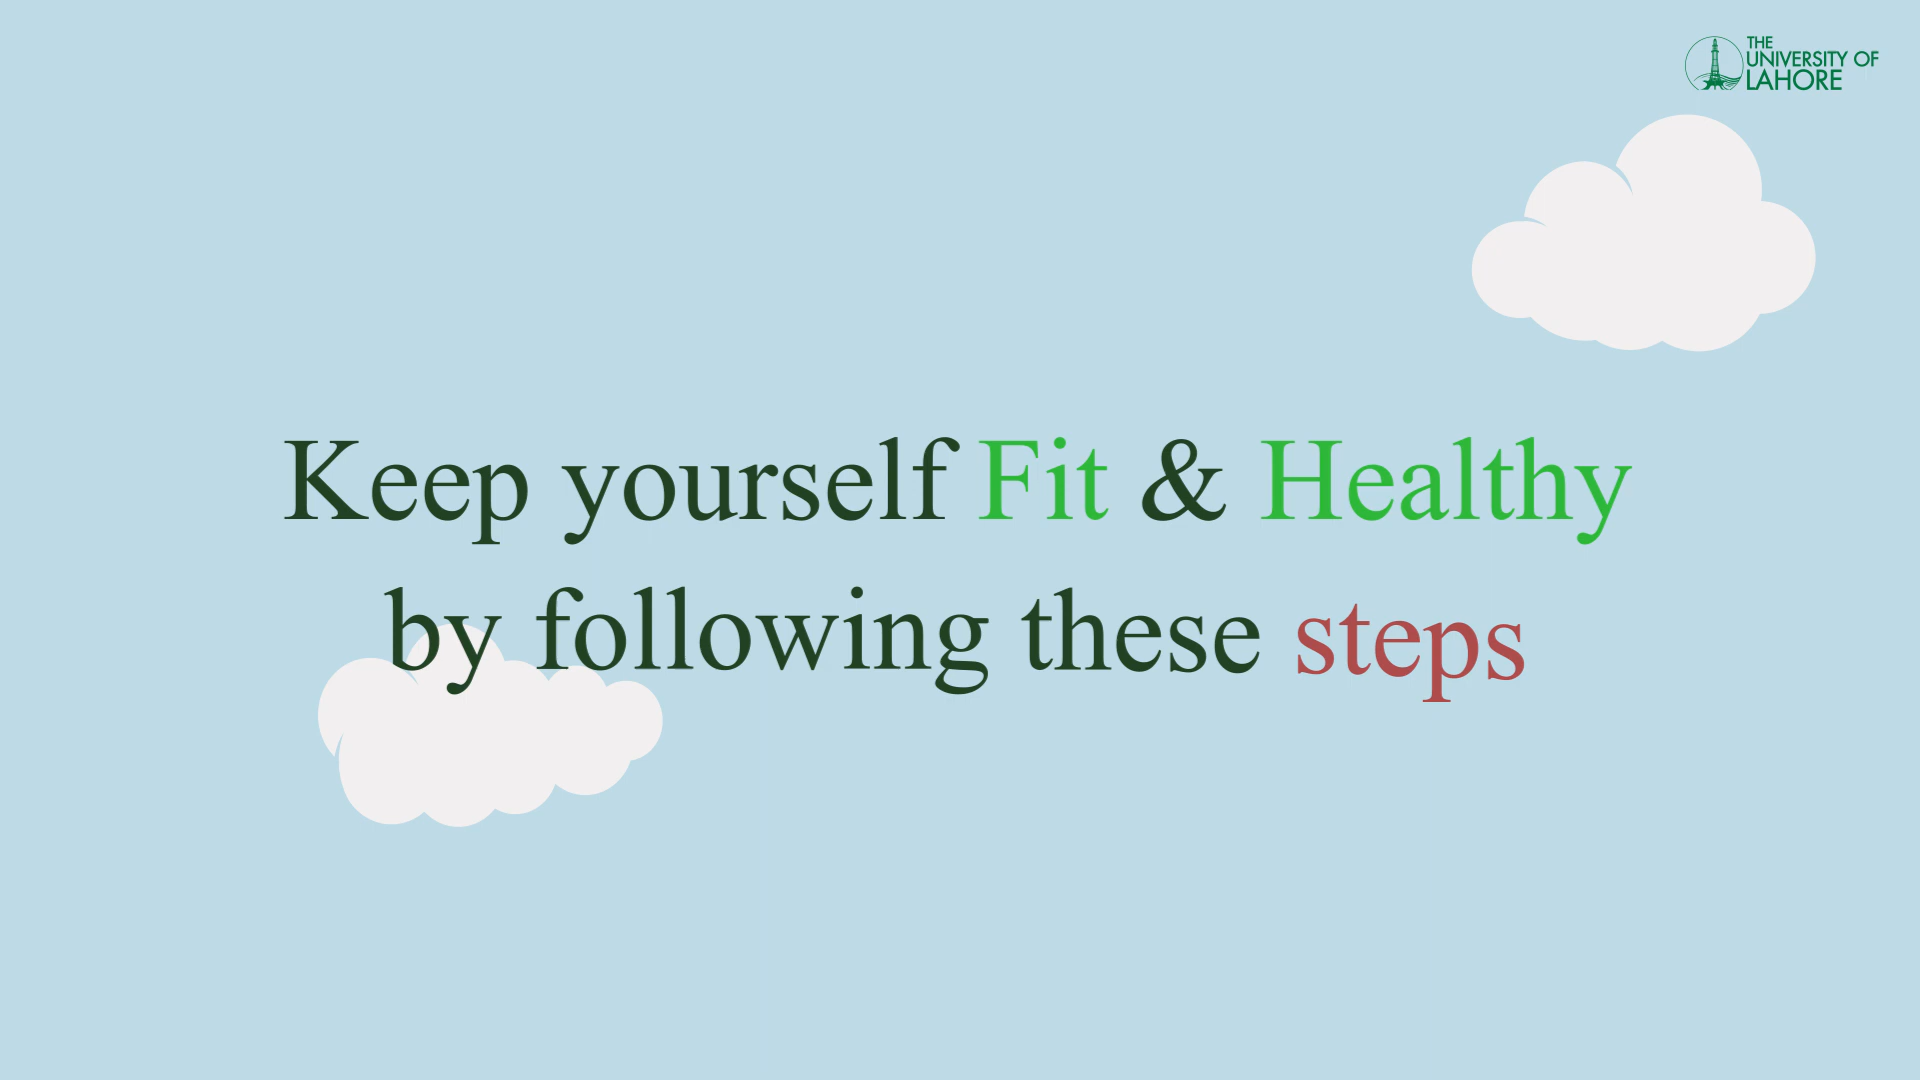 THE
UNIVERSITY OF
LAHORE
Keep yourself Fit & Healthy
by following these steps